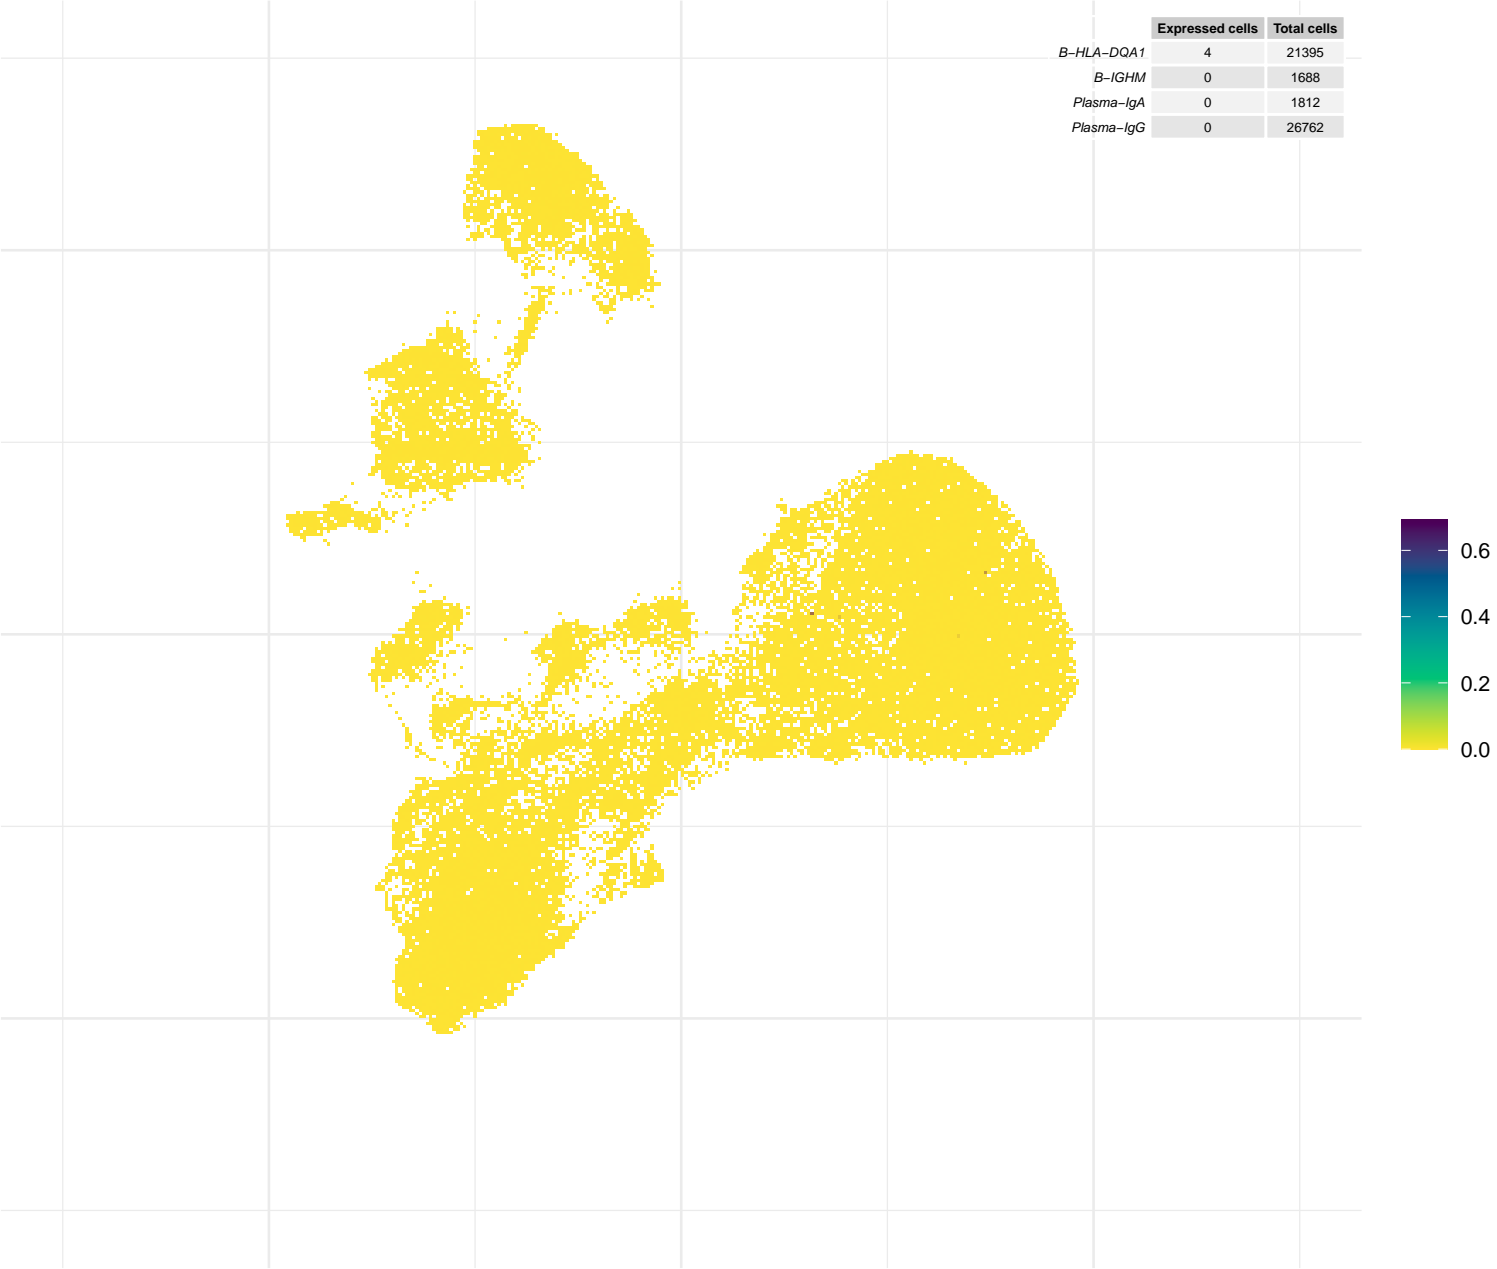 Expressed cells Total cells
B−HLA−DQA1 4 21395
B−IGHM 0 1688
Plasma−IgA 0 1812
Plasma−IgG 0 26762
0.6
0.4
0.2
0.0